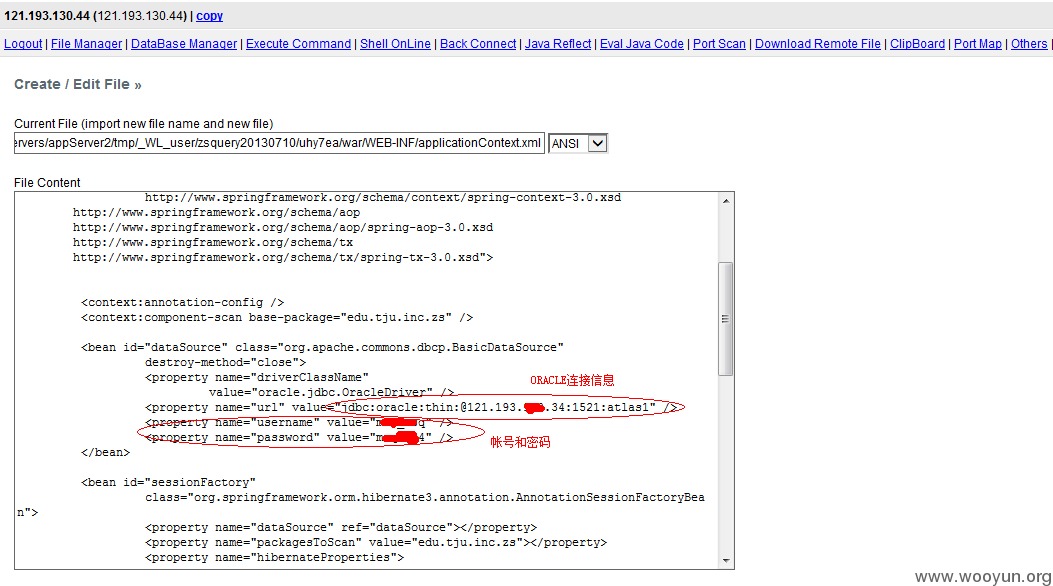 121.193.130.44 (121.193.130.44) | copy
Logout | File Manager | DataBase Manager | Execute Command | Shell OnLine | Back Connect | Java Reflect | Eval Java Code | Port Scan | Download Remote File | ClipBoard | Port Map | Others |
Create / Edit File »
Current File (import new file name and new file)
ervers/appServer2/tmp/_WL_user/zsquery20130710/uhy7ea/war/WEB-INF/applicationContext.xml ANSI
File Content
http://www.springframework.org/schema/context/spring-context-3.0.xsd
http://www.springframework.org/schema/aop
http://www.springframework.org/schema/aop/spring-aop-3.0.xsd
http://www.springframework.org/schema/tx
http://www.springframework.org/schema/tx/spring-tx-3.0.xsd">
<context:annotation-config />
<context:component-scan base-package="edu.tju.inc.zs" />
<bean id="dataSource" class="org.apache.commons.dbcp.BasicDataSource"
destroy-method="close">
<property name="driverClassName"
value="oracle.jdbc.OracleDriver" />
ORACLE连接信息
<property name="url" value="jdbc:oracle:thin:@121.193. .34:1521:atlas1" />
<property name="username" value="m q" />
<property name="password" value="m 4" />
帐号和密码
</bean>
<bean id="sessionFactory"
class="org.springframework.orm.hibernate3.annotation.AnnotationSessionFactoryBea
n">
<property name="dataSource" ref="dataSource"></property>
<property name="packagesToScan" value="edu.tju.inc.zs"></property>
<property name="hibernateProperties">
www.wooyun.org